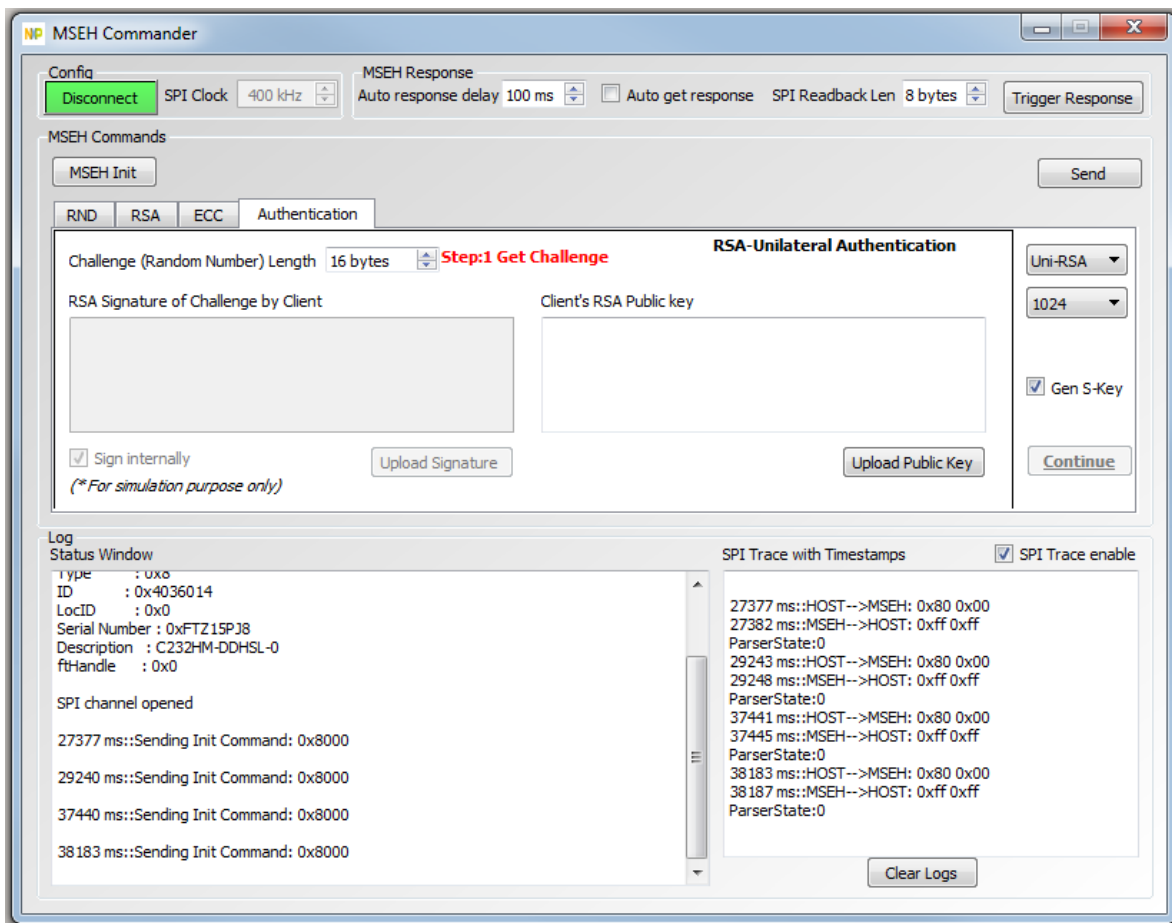 NXP MSEH Commander
Config
Disconnect SPI Clock 400 kHz
MSEH Response
Auto response delay 100 ms Auto get response SPI Readback Len 8 bytes Trigger Response
MSEH Commands
MSEH Init Send
RND RSA ECC Authentication
Challenge (Random Number) Length 16 bytes Step:1 Get Challenge RSA-Unilateral Authentication
Uni-RSA
RSA Signature of Challenge by Client Client's RSA Public key
1024
Gen S-Key
Sign internally Upload Signature Upload Public Key Continue
(*For simulation purpose only)
Log
Status Window
Type : 0x8
ID : 0x4036014
LocID : 0x0
Serial Number : 0xFTZ15PJ8
Description : C232HM-DDHSL-0
ftHandle : 0x0
SPI channel opened
27377 ms::Sending Init Command: 0x8000
29240 ms::Sending Init Command: 0x8000
37440 ms::Sending Init Command: 0x8000
38183 ms::Sending Init Command: 0x8000
SPI Trace with Timestamps SPI Trace enable
27377 ms::HOST-->MSEH: 0x80 0x00
27382 ms::MSEH-->HOST: 0xff 0xff
ParserState:0
29243 ms::HOST-->MSEH: 0x80 0x00
29248 ms::MSEH-->HOST: 0xff 0xff
ParserState:0
37441 ms::HOST-->MSEH: 0x80 0x00
37445 ms::MSEH-->HOST: 0xff 0xff
ParserState:0
38183 ms::HOST-->MSEH: 0x80 0x00
38187 ms::MSEH-->HOST: 0xff 0xff
ParserState:0
Clear Logs